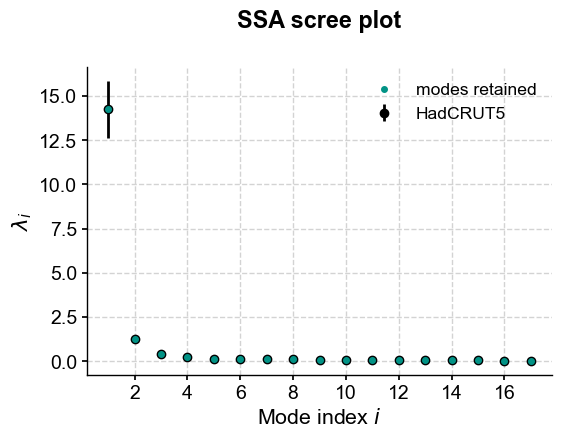 SSA scree plot
modes retained
HadCRUT5
15.0
12.5
10.0
7.5
5.0
2.5
0.0
λi
2 4 6 8 10 12 14 16
Mode index i